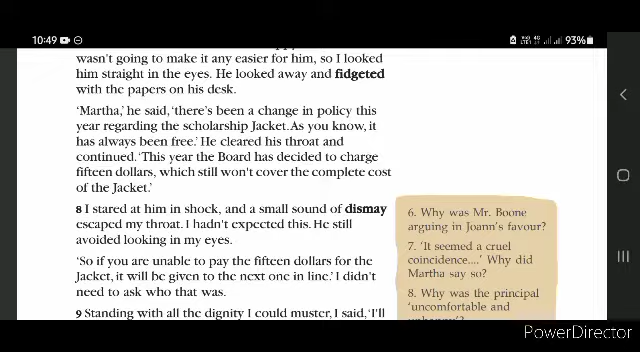 10:49
93%
wasn't going to make it any easier for him, so I looked
him straight in the eyes. He looked away and fidgeted
with the papers on his desk.
'Martha,' he said, 'there's been a change in policy this
year regarding the scholarship Jacket. As you know, it
has always been free.' He cleared his throat and
continued. 'This year the Board has decided to charge
fifteen dollars, which still won't cover the complete cost
of the Jacket.'
8 I stared at him in shock, and a small sound of dismay
escaped my throat. I hadn't expected this. He still
avoided looking in my eyes.
'So if you are unable to pay the fifteen dollars for the
Jacket, it will be given to the next one in line.' I didn't
need to ask who that was.
9 Standing with all the dignity I could muster, I said, 'I'll
6. Why was Mr. Boone
arguing in Joann's favour?
7. 'It seemed a cruel
coincidence....' Why did
Martha say so?
8. Why was the principal
'uncomfortable and
PowerDirector